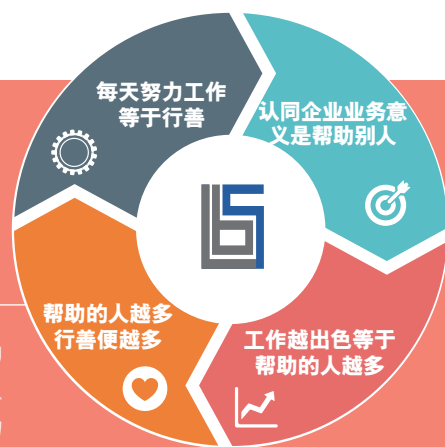 每天努力工作
等于行善
认同企业业务意
义是帮助别人
帮助的人越多
行善便越多
工作越出色等于
帮助的人越多